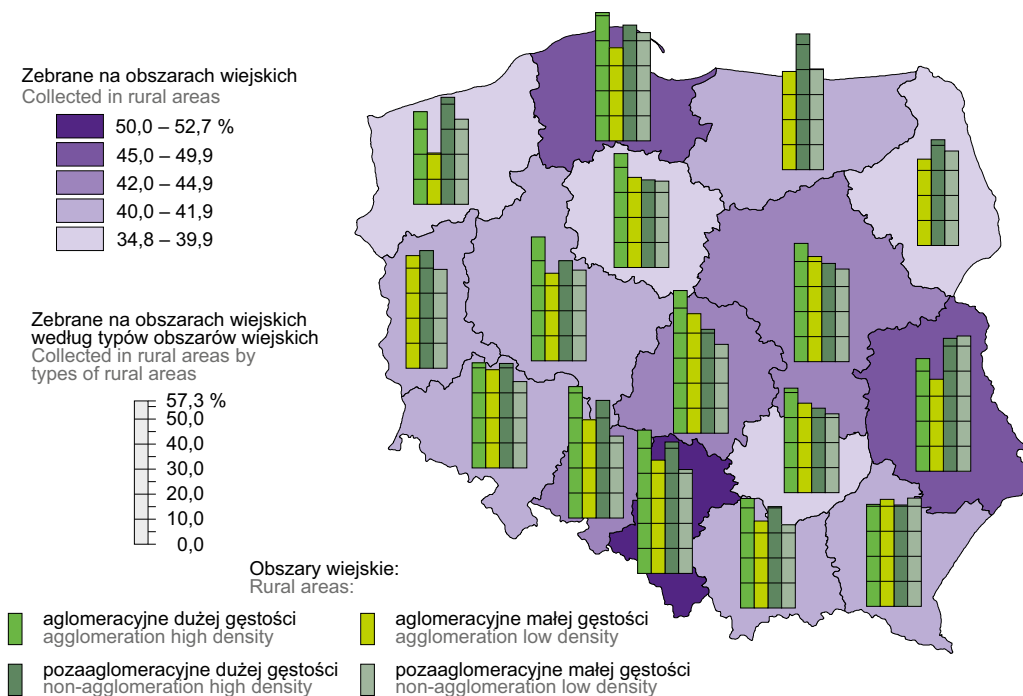 Zebrane na obszarach wiejskich
Collected in rural areas
50,0 – 52,7 %
45,0 – 49,9
42,0 – 44,9
40,0 – 41,9
34,8 – 39,9
Zebrane na obszarach wiejskich
według typów obszarów wiejskich
Collected in rural areas by
types of rural areas
57,3 %
50,0
40,0
30,0
20,0
10,0
0,0
Obszary wiejskie:
Rural areas:
aglomeracyjne dużej gęstości
agglomeration high density
aglomeracyjne małej gęstości
agglomeration low density
pozaaglomeracyjne dużej gęstości
non-agglomeration high density
pozaaglomeracyjne małej gęstości
non-agglomeration low density